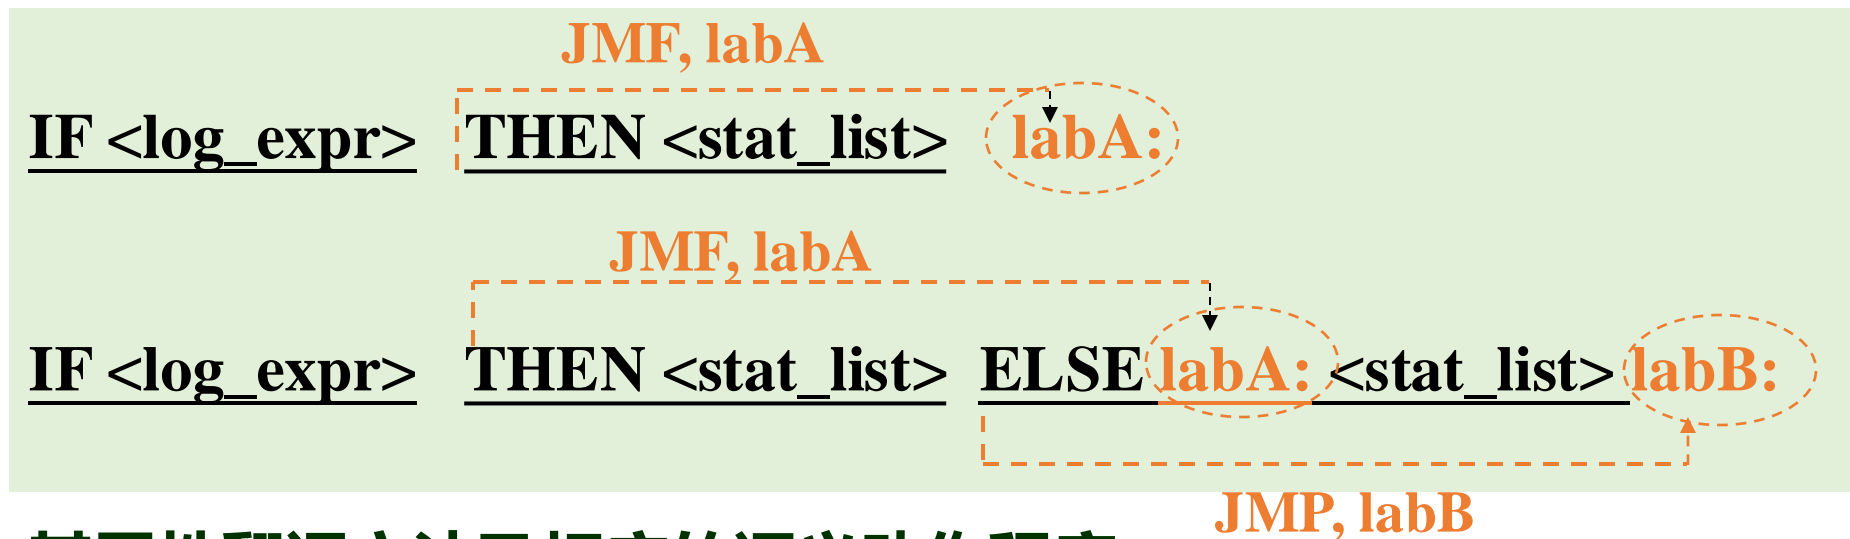 JMF, labA
IF <log_expr> THEN <stat_list> labA:
JMF, labA
IF <log_expr> THEN <stat_list> ELSE labA: <stat_list> labB:
JMP, labB